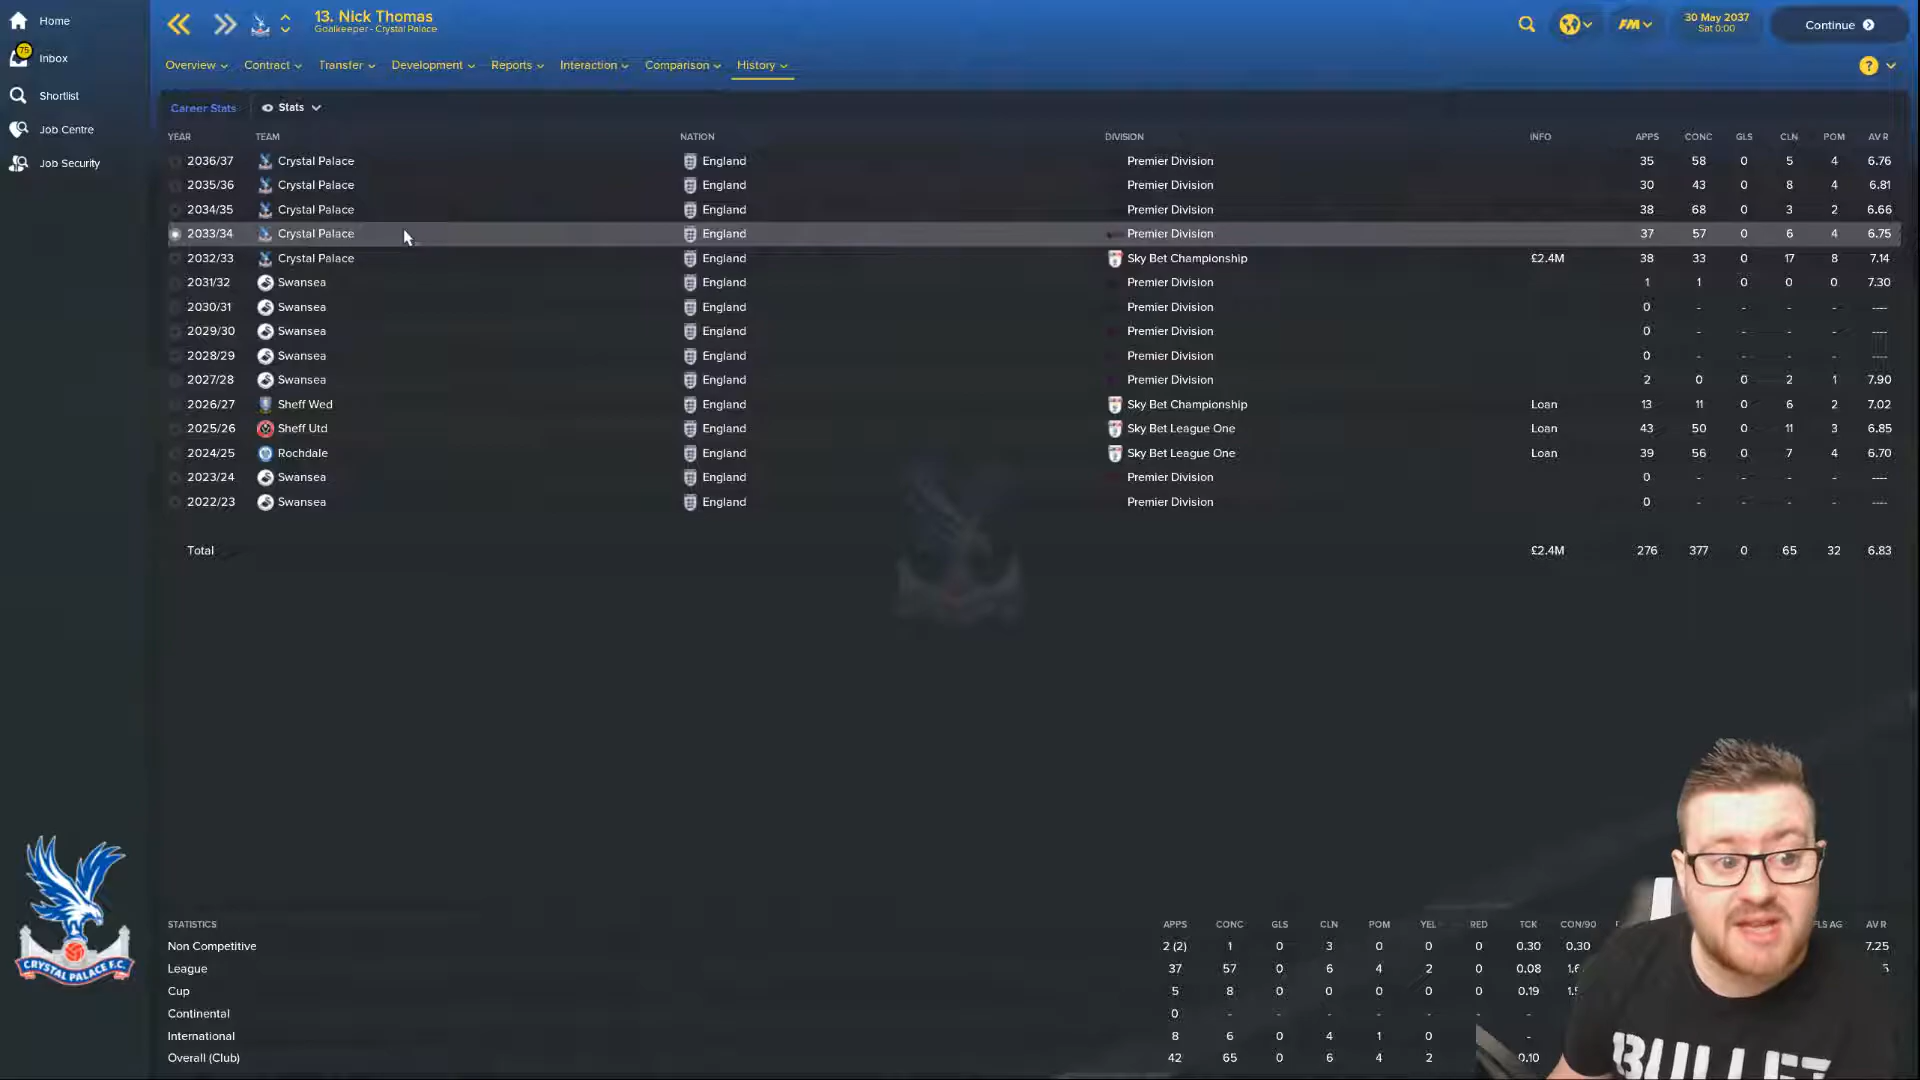 Home
75
Inbox
Shortlist
Job Centre
Job Security
13. Nick Thomas
Goalkeeper - Crystal Palace
FM
30 May 2037
Sat 0:00
Continue
Overview Contract Transfer Development Reports Interaction Comparison History
?
Career Stats Stats
YEAR TEAM NATION DIVISION INFO APPS CONC GLS CLN POM AV R
2036/37 Crystal Palace England Premier Division 35 58 0 5 4 6.76
2035/36 Crystal Palace England Premier Division 30 43 0 8 4 6.81
2034/35 Crystal Palace England Premier Division 38 68 0 3 2 6.66
2033/34 Crystal Palace England Premier Division 37 57 0 6 4 6.75
2032/33 Crystal Palace England Sky Bet Championship £2.4M 38 33 0 17 8 7.14
2031/32 Swansea England Premier Division 1 1 0 0 0 7.30
2030/31 Swansea England Premier Division 0 - - - - ----
2029/30 Swansea England Premier Division 0 - - - - ----
2028/29 Swansea England Premier Division 0 - - - - ----
2027/28 Swansea England Premier Division 2 0 0 2 1 7.90
2026/27 Sheff Wed England Sky Bet Championship Loan 13 11 0 6 2 7.02
2025/26 Sheff Utd England Sky Bet League One Loan 43 50 0 11 3 6.85
2024/25 Rochdale England Sky Bet League One Loan 39 56 0 7 4 6.70
2023/24 Swansea England Premier Division 0 - - - - ----
2022/23 Swansea England Premier Division 0 - - - - ----
Total £2.4M 276 377 0 65 32 6.83
STATISTICS APPS CONC GLS CLN POM YEL RED TCK CON/90 FLS AG AV R
Non Competitive 2 (2) 1 0 3 0 0 0 0.30 0.30 7.25
League 37 57 0 6 4 2 0 0.08
Cup 5 8 0 0 0 0 0 0.19
Continental 0 - - - - - - -
International 8 6 0 4 1 0 -
Overall (Club) 42 65 0 6 4 2 0.10
CRYSTAL PALACE F.C.
BULLET